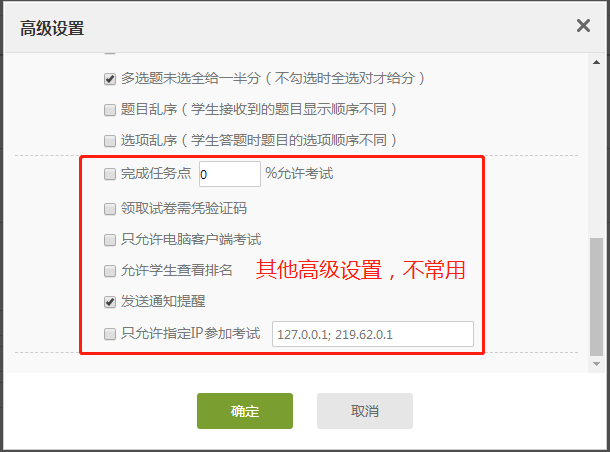 高级设置
多选题未选全给一半分（不勾选时全选对才给分）
题目乱序（学生接收到的题目显示顺序不同）
选项乱序（学生答题时题目的选项顺序不同）
完成任务点 0 %允许考试
领取试卷需凭验证码
只允许电脑客户端考试
允许学生查看排名 其他高级设置，不常用
发送通知提醒
只允许指定IP参加考试 127.0.0.1; 219.62.0.1
确定 取消